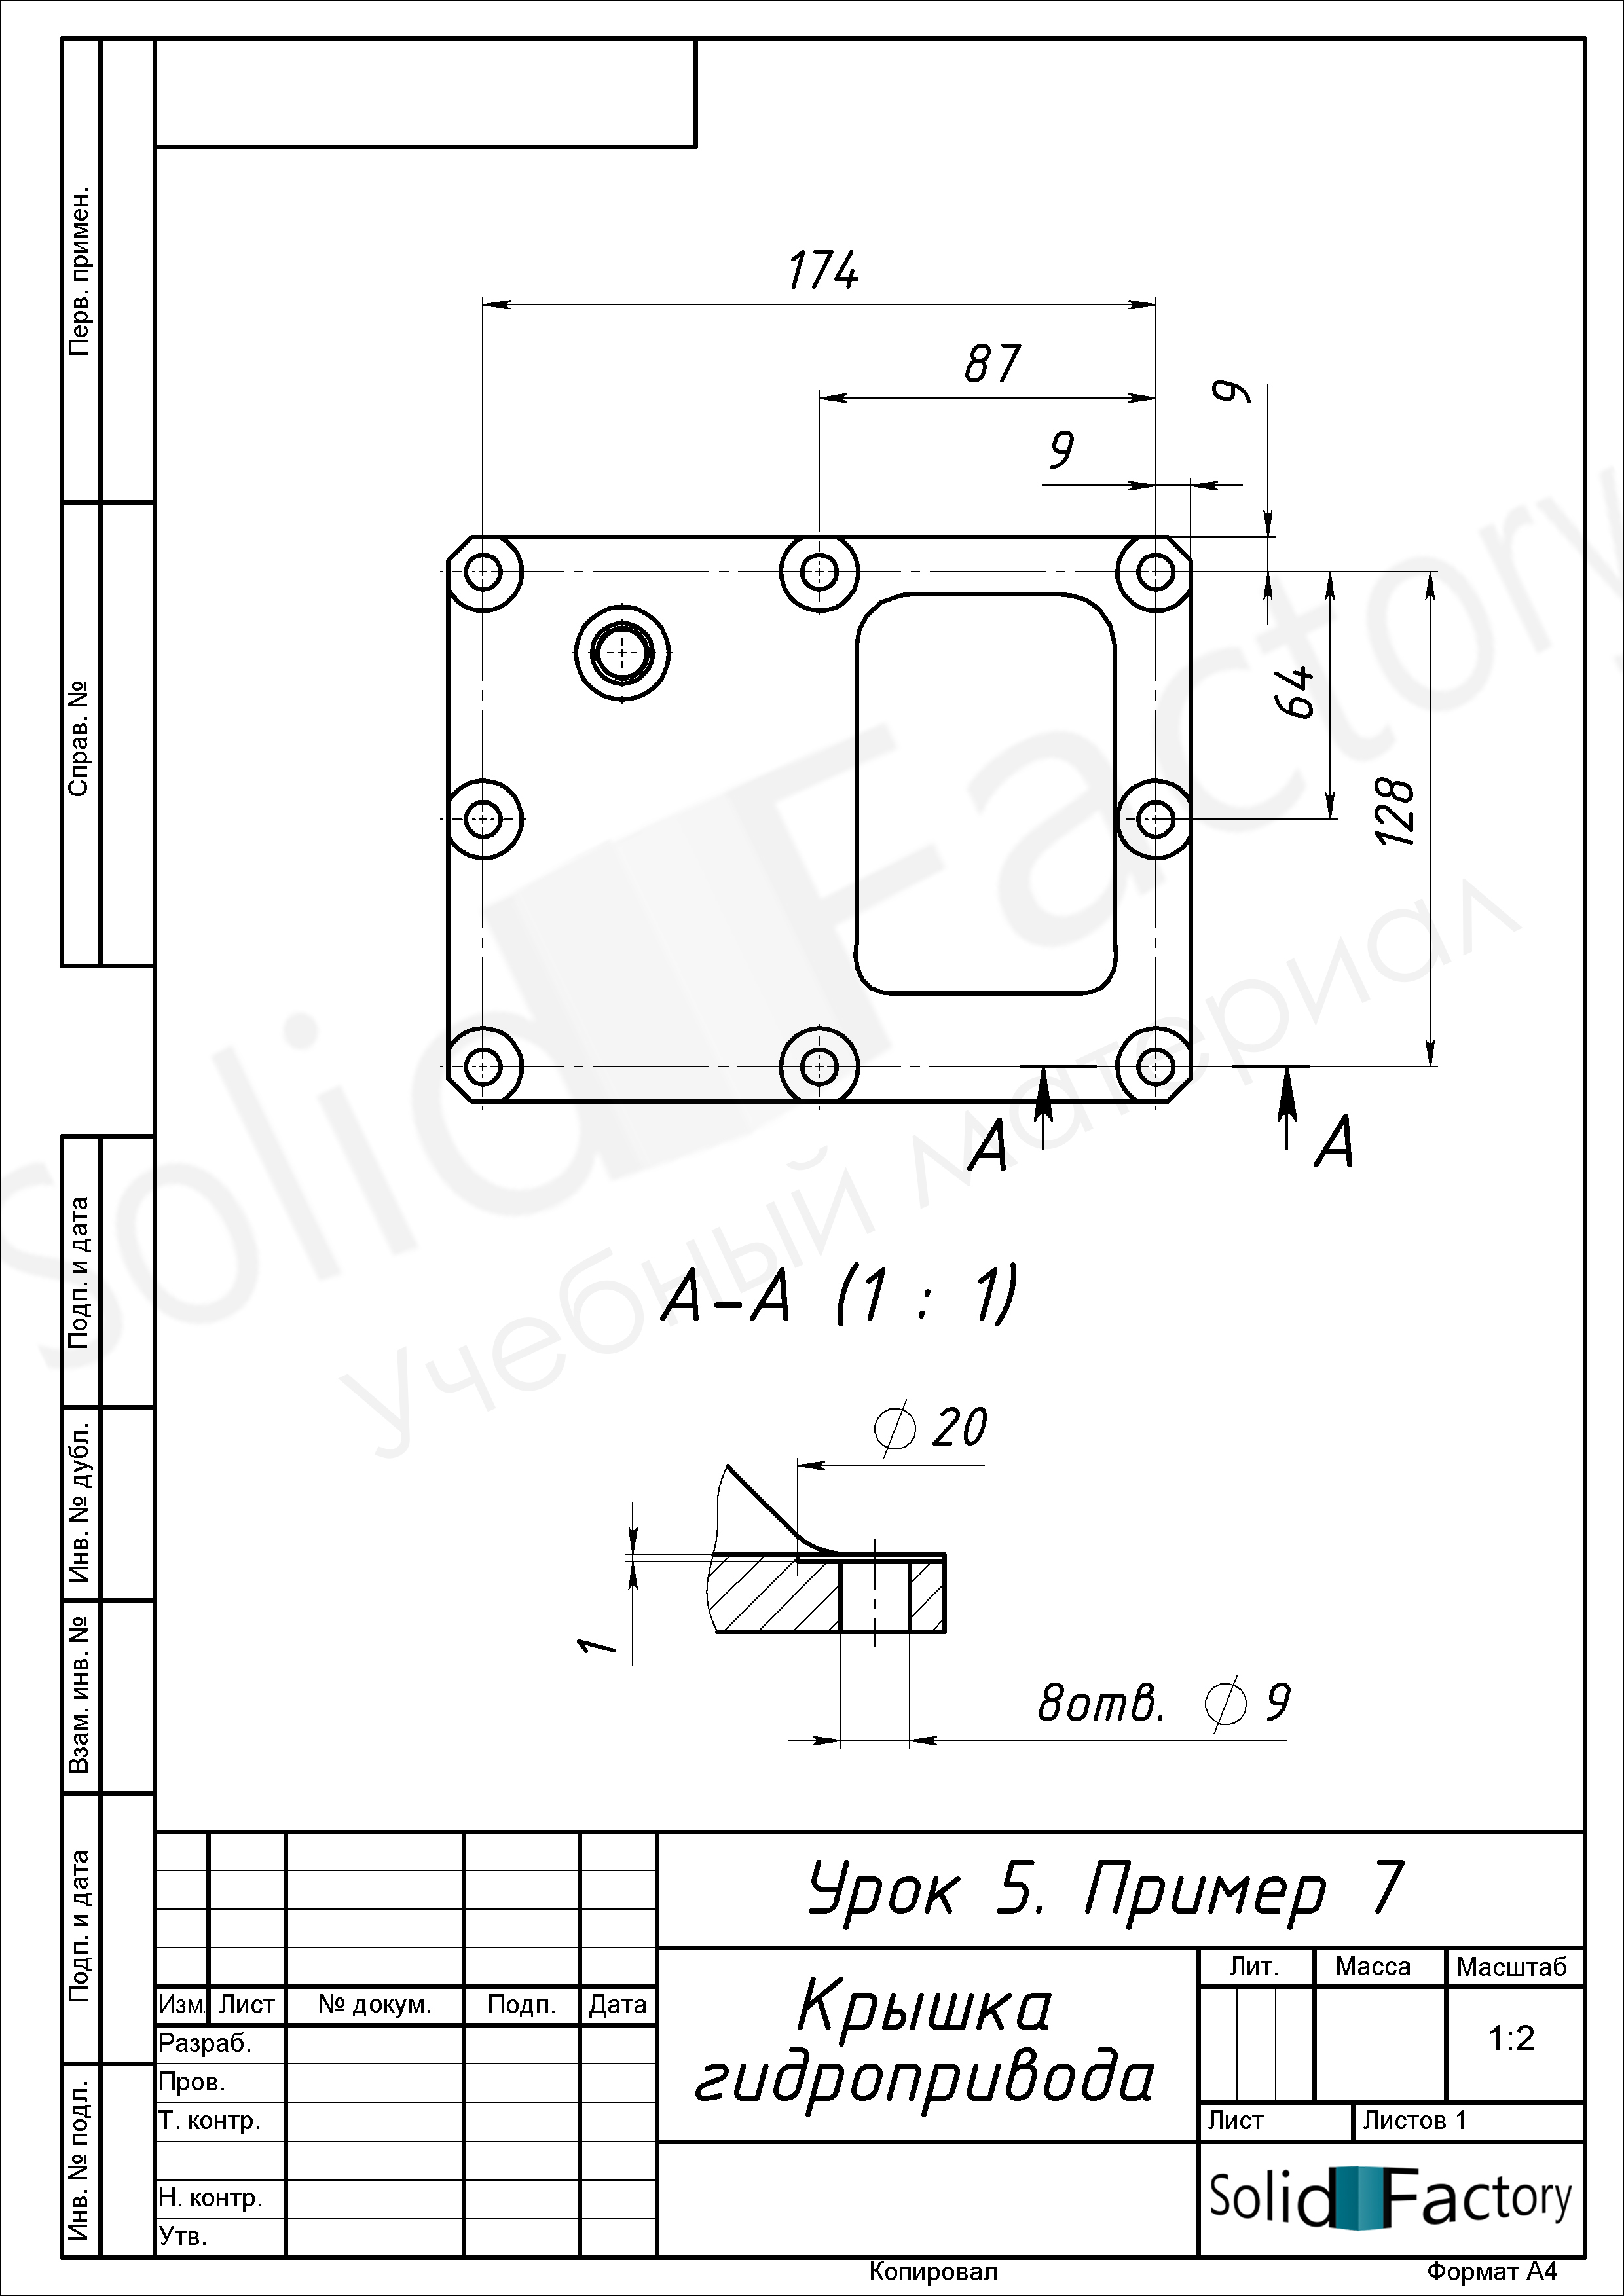 Перв. примен.
Справ. №
Подп. и дата
Инв. № дубл.
Взам. инв. №
Подп. и дата
Инв. № подл.
174
87
9
9
64
128
А
А
А-А (1 : 1)
⌀ 20
1
8отв. ⌀ 9
Solid Factory
Учебный материал
Урок 5. Пример 7
Крышка
гидропривода
Лит. Масса Масштаб
1:2
Лист Листов 1
Изм. Лист № докум. Подп. Дата
Разраб.
Пров.
Т. контр.
Н. контр.
Утв.
Solid Factory
Копировал Формат А4